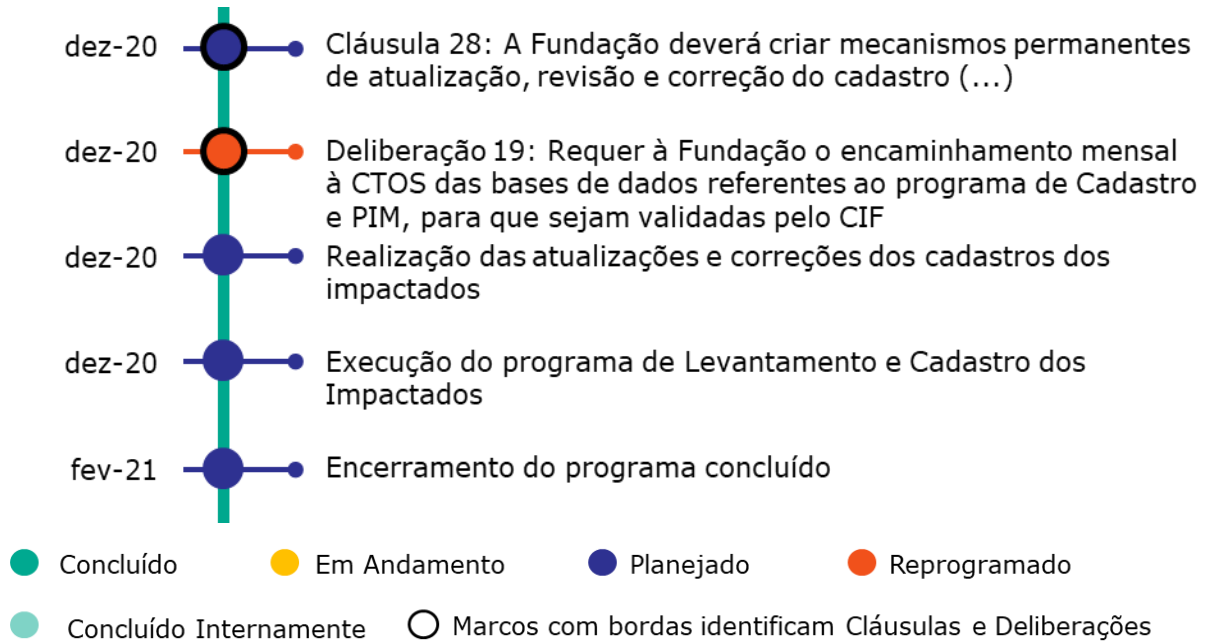 dez-20
Cláusula 28: A Fundação deverá criar mecanismos permanentes
de atualização, revisão e correção do cadastro (...)
dez-20
Deliberação 19: Requer à Fundação o encaminhamento mensal
à CTOS das bases de dados referentes ao programa de Cadastro
e PIM, para que sejam validadas pelo CIF
dez-20
Realização das atualizações e correções dos cadastros dos
impactados
dez-20
Execução do programa de Levantamento e Cadastro dos
Impactados
fev-21
Encerramento do programa concluído
Concluído
Em Andamento
Planejado
Reprogramado
Concluído Internamente
Marcos com bordas identificam Cláusulas e Deliberações